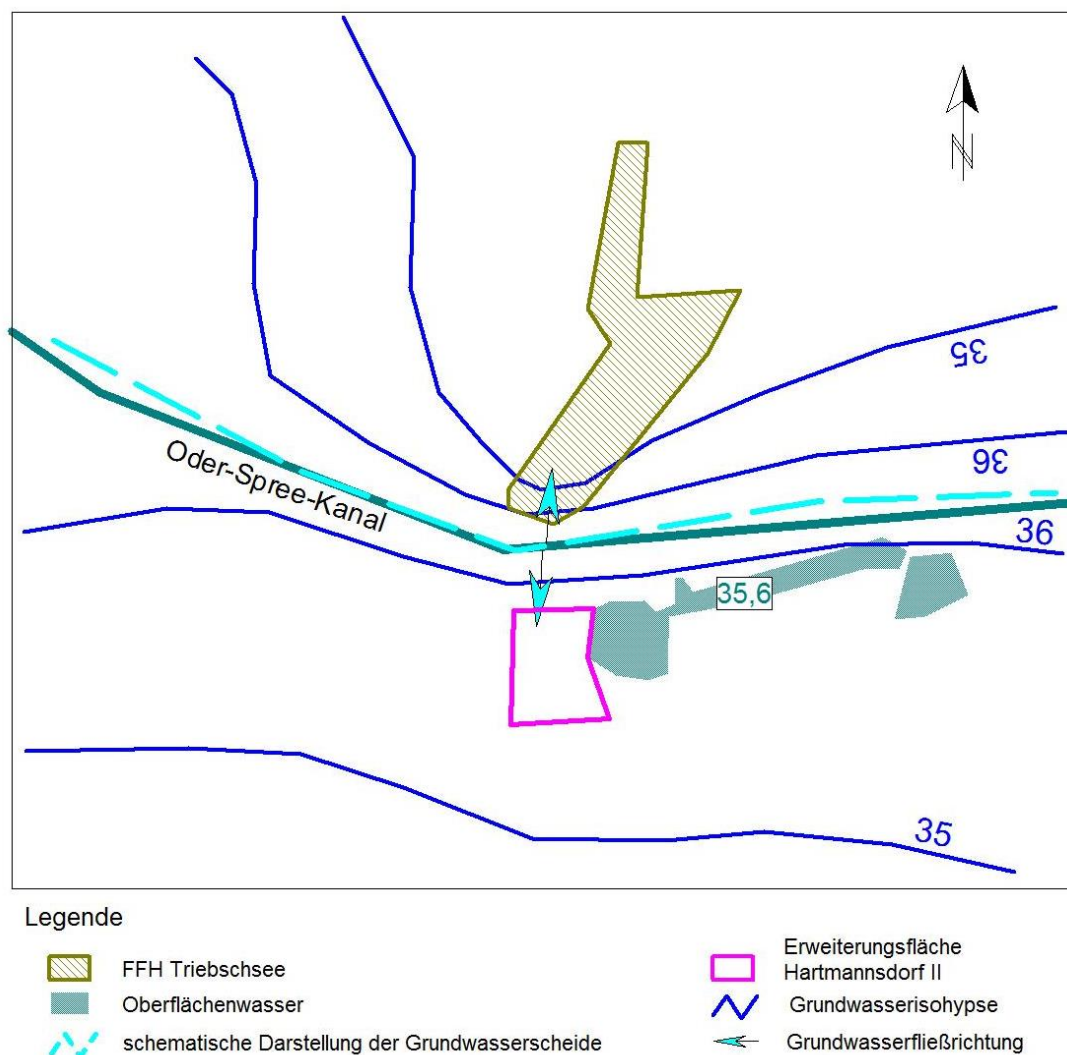 N
35
36
Oder-Spree-Kanal
36
35,6
35
Legende
FFH Triebschsee
Oberflächenwasser
schematische Darstellung der Grundwasserscheide
Erweiterungsfläche
Hartmannsdorf II
Grundwasserisohypse
Grundwasserfließrichtung